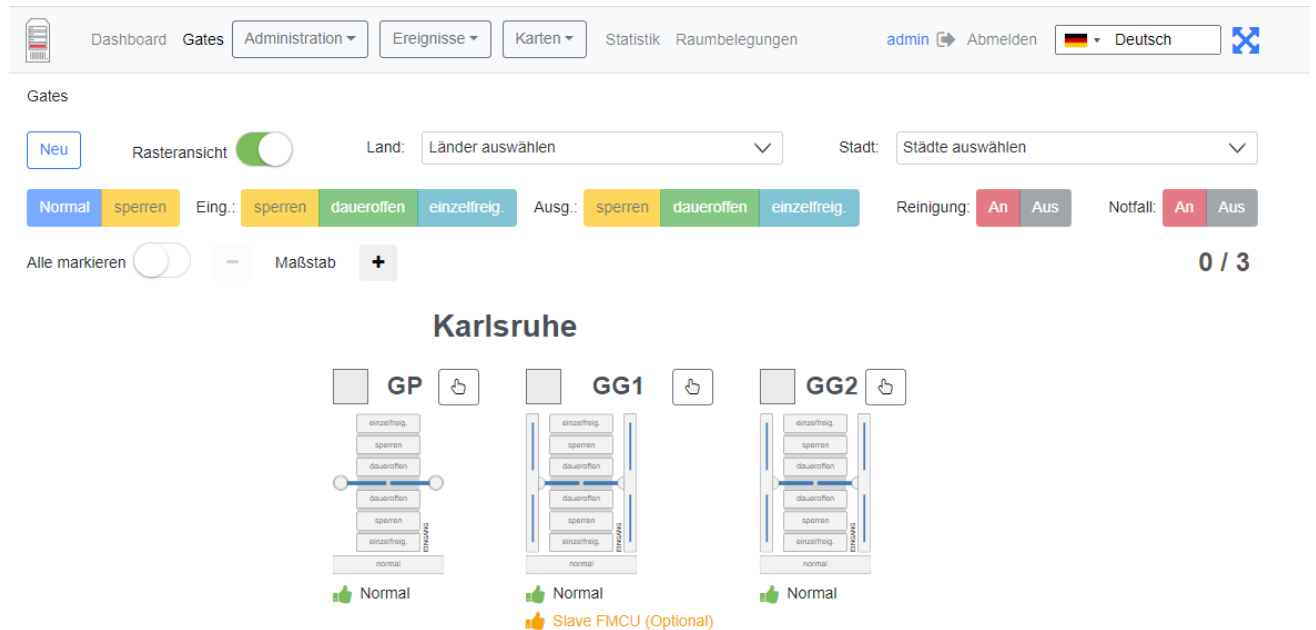 Dashboard Gates Administration Ereignisse Karten Statistik Raumbelegungen admin Abmelden Deutsch
Gates
Neu Rasteransicht Land: Länder auswählen Stadt: Städte auswählen
Normal sperren Eing.: sperren daueroffen einzelfreig. Ausg.: sperren daueroffen einzelfreig. Reinigung: An Aus Notfall: An Aus
Alle markieren − Maßstab + 0 / 3
Karlsruhe
GP GG1 GG2
einzelfreig. einzelfreig. einzelfreig.
sperren sperren sperren
daueroffen daueroffen daueroffen
daueroffen daueroffen daueroffen
sperren sperren sperren
einzelfreig. EINGANG einzelfreig. EINGANG einzelfreig. EINGANG
normal normal normal
Normal Normal Normal
Slave FMCU (Optional)